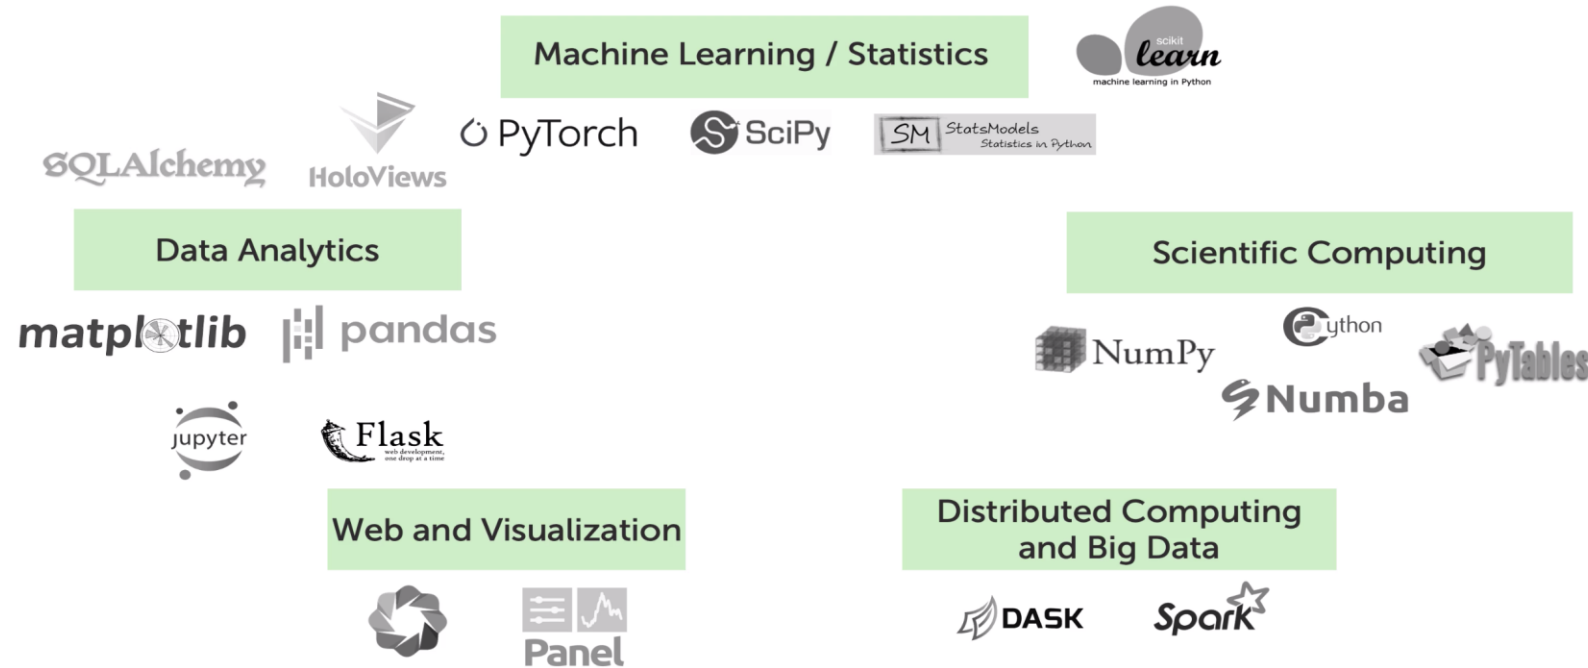 Machine Learning / Statistics
scikit
learn
machine learning in Python
PyTorch
SciPy
SM
StatsModels
Statistics in Python
SQLAlchemy
HoloViews
Data Analytics
Scientific Computing
matplotlib
pandas
NumPy
Cython
PyTables
Numba
jupyter
Flask
web development,
one drop at a time
Web and Visualization
Distributed Computing
and Big Data
Panel
DASK
Spark